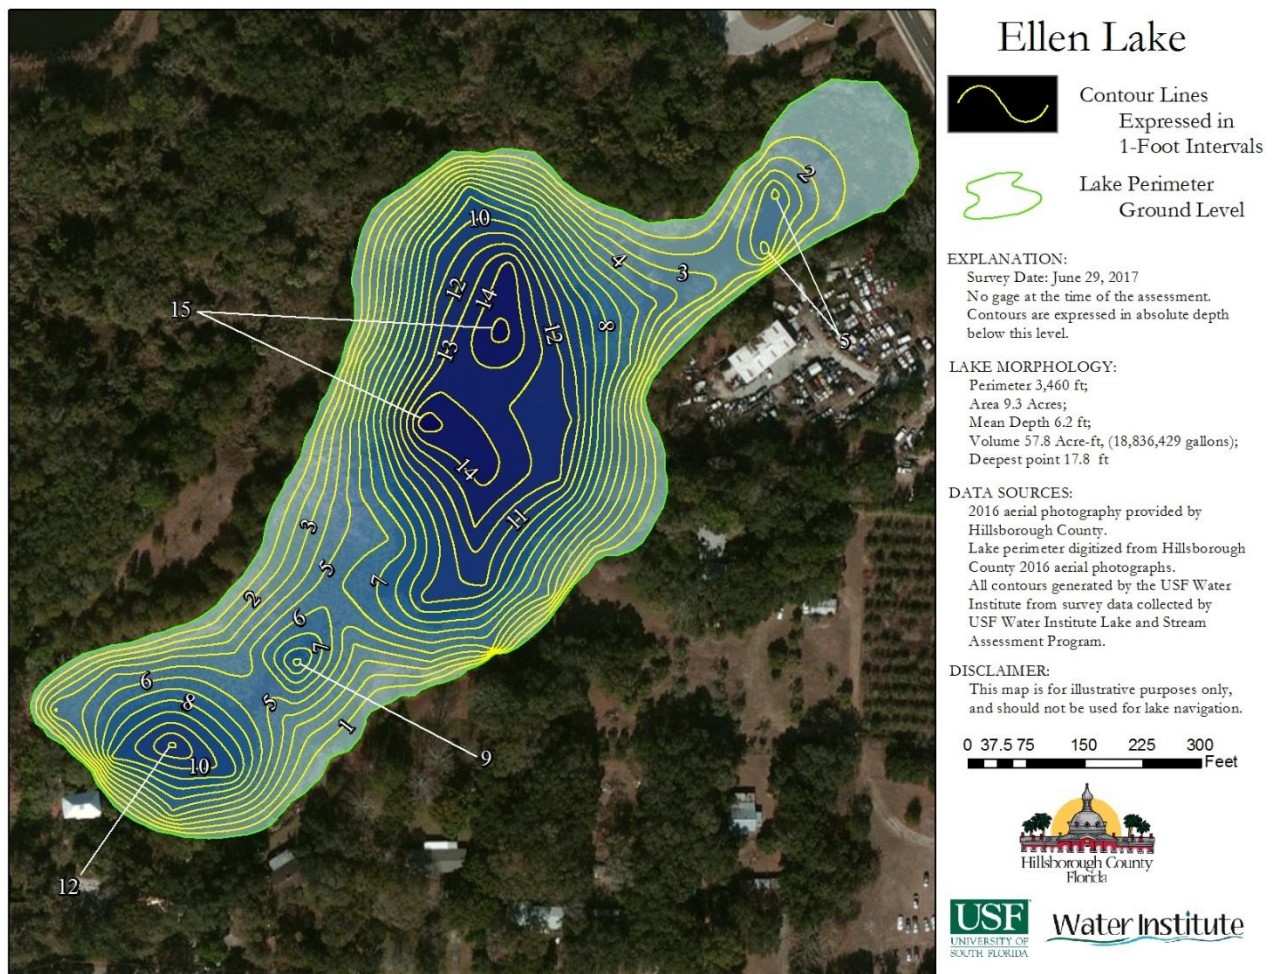 Ellen Lake
Contour Lines
Expressed in
1-Foot Intervals
Lake Perimeter
Ground Level
EXPLANATION:
Survey Date: June 29, 2017
No gage at the time of the assessment.
Contours are expressed in absolute depth
below this level.
LAKE MORPHOLOGY:
Perimeter 3,460 ft;
Area 9.3 Acres;
Mean Depth 6.2 ft;
Volume 57.8 Acre-ft, (18,836,429 gallons);
Deepest point 17.8 ft
DATA SOURCES:
2016 aerial photography provided by
Hillsborough County.
Lake perimeter digitized from Hillsborough
County 2016 aerial photographs.
All contours generated by the USF Water
Institute from survey data collected by
USF Water Institute Lake and Stream
Assessment Program.
DISCLAIMER:
This map is for illustrative purposes only,
and should not be used for lake navigation.
0 37.5 75 150 225 300
Feet
Hillsborough County
Florida
USF
UNIVERSITY OF
SOUTH FLORIDA
Water Institute
2
10
4
3
12
14
15
8
12
13
5
14
11
3
5
7
2
6
7
6
8
5
1
9
10
12